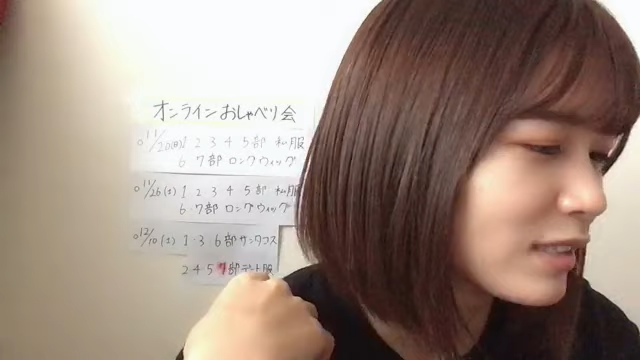 オンラインおしゃべり会
○11/20(日) 1 2 3 4 5部 私服
6 7部 ロングウィッグ
○11/26(土) 1 2 3 4 5部 私服
6・7部 ロングウィッグ
○12/10(土) 1・3 6部 サンタコス
2 4 5 7部